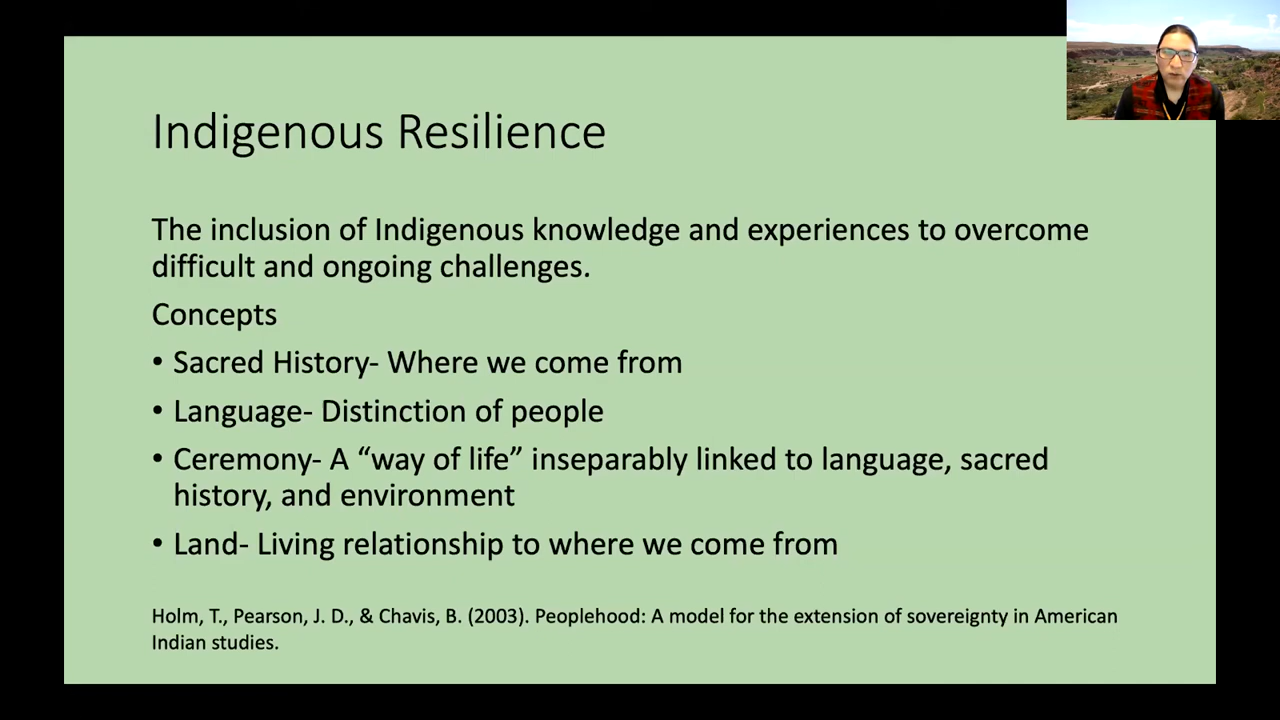 Indigenous Resilience
The inclusion of Indigenous knowledge and experiences to overcome
difficult and ongoing challenges.
Concepts
• Sacred History- Where we come from
• Language- Distinction of people
• Ceremony- A “way of life” inseparably linked to language, sacred
history, and environment
• Land- Living relationship to where we come from
Holm, T., Pearson, J. D., & Chavis, B. (2003). Peoplehood: A model for the extension of sovereignty in American
Indian studies.